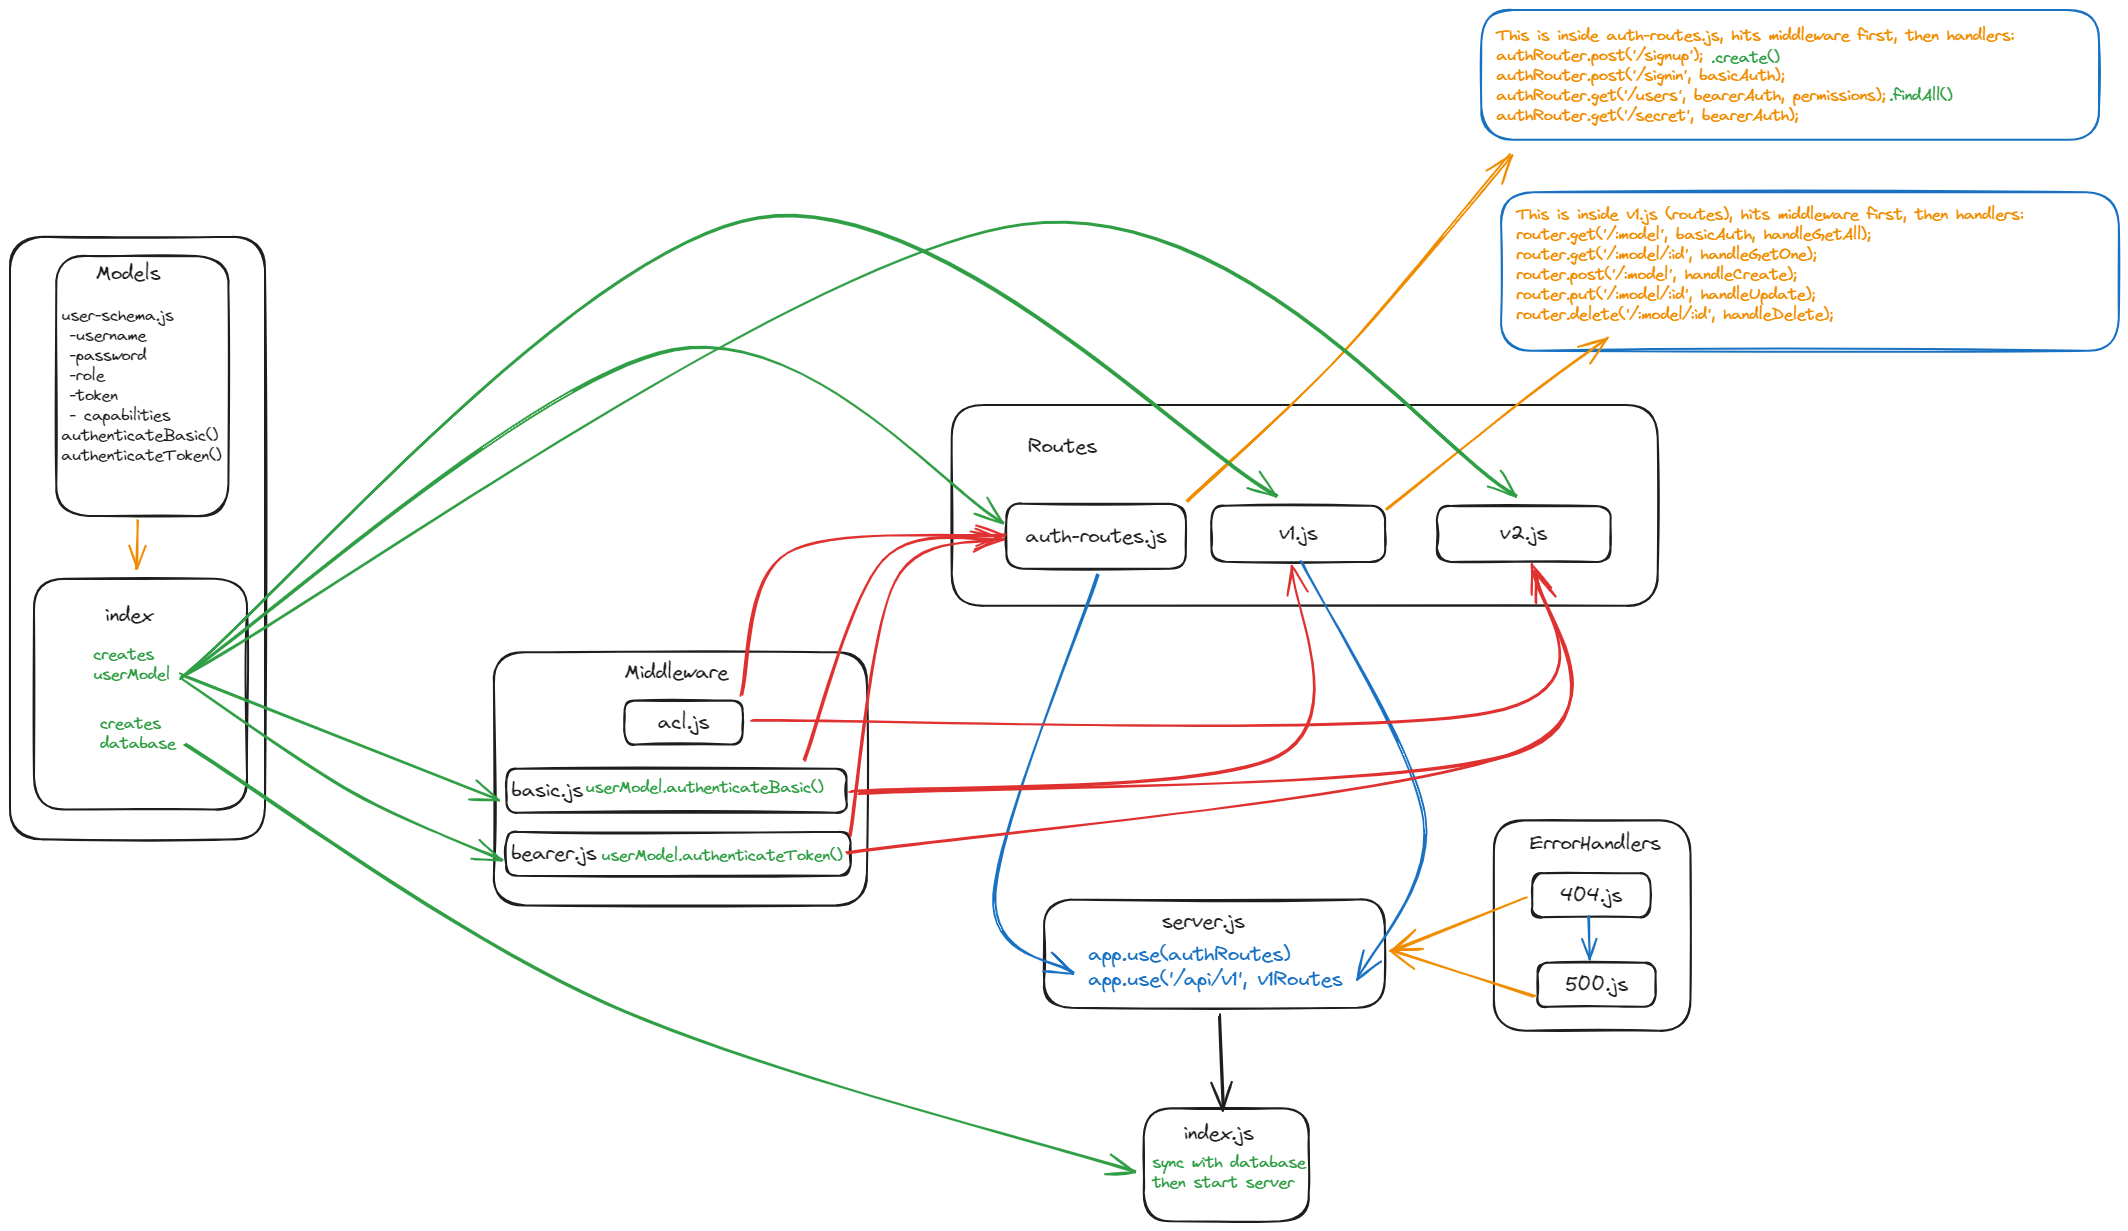 This is inside auth-routes.js, hits middleware first, then handlers:
authRouter.post('/signup'); .create()
authRouter.post('/signin', basicAuth);
authRouter.get('/users', bearerAuth, permissions); .findAll()
authRouter.get('/secret', bearerAuth);
This is inside v1.js (routes), hits middleware first, then handlers:
router.get('/:model', basicAuth, handleGetAll);
router.get('/:model/:id', handleGetOne);
router.post('/:model', handleCreate);
router.put('/:model/:id', handleUpdate);
router.delete('/:model/:id', handleDelete);
Models
user-schema.js
-username
-password
-role
-token
- capabilities
authenticateBasic()
authenticateToken()
index
creates
userModel
creates
database
Routes
auth-routes.js
v1.js
v2.js
Middleware
acl.js
basic.js userModel.authenticateBasic()
bearer.js userModel.authenticateToken()
ErrorHandlers
404.js
500.js
server.js
app.use(authRoutes)
app.use('/api/v1', v1Routes
index.js
sync with database
then start server